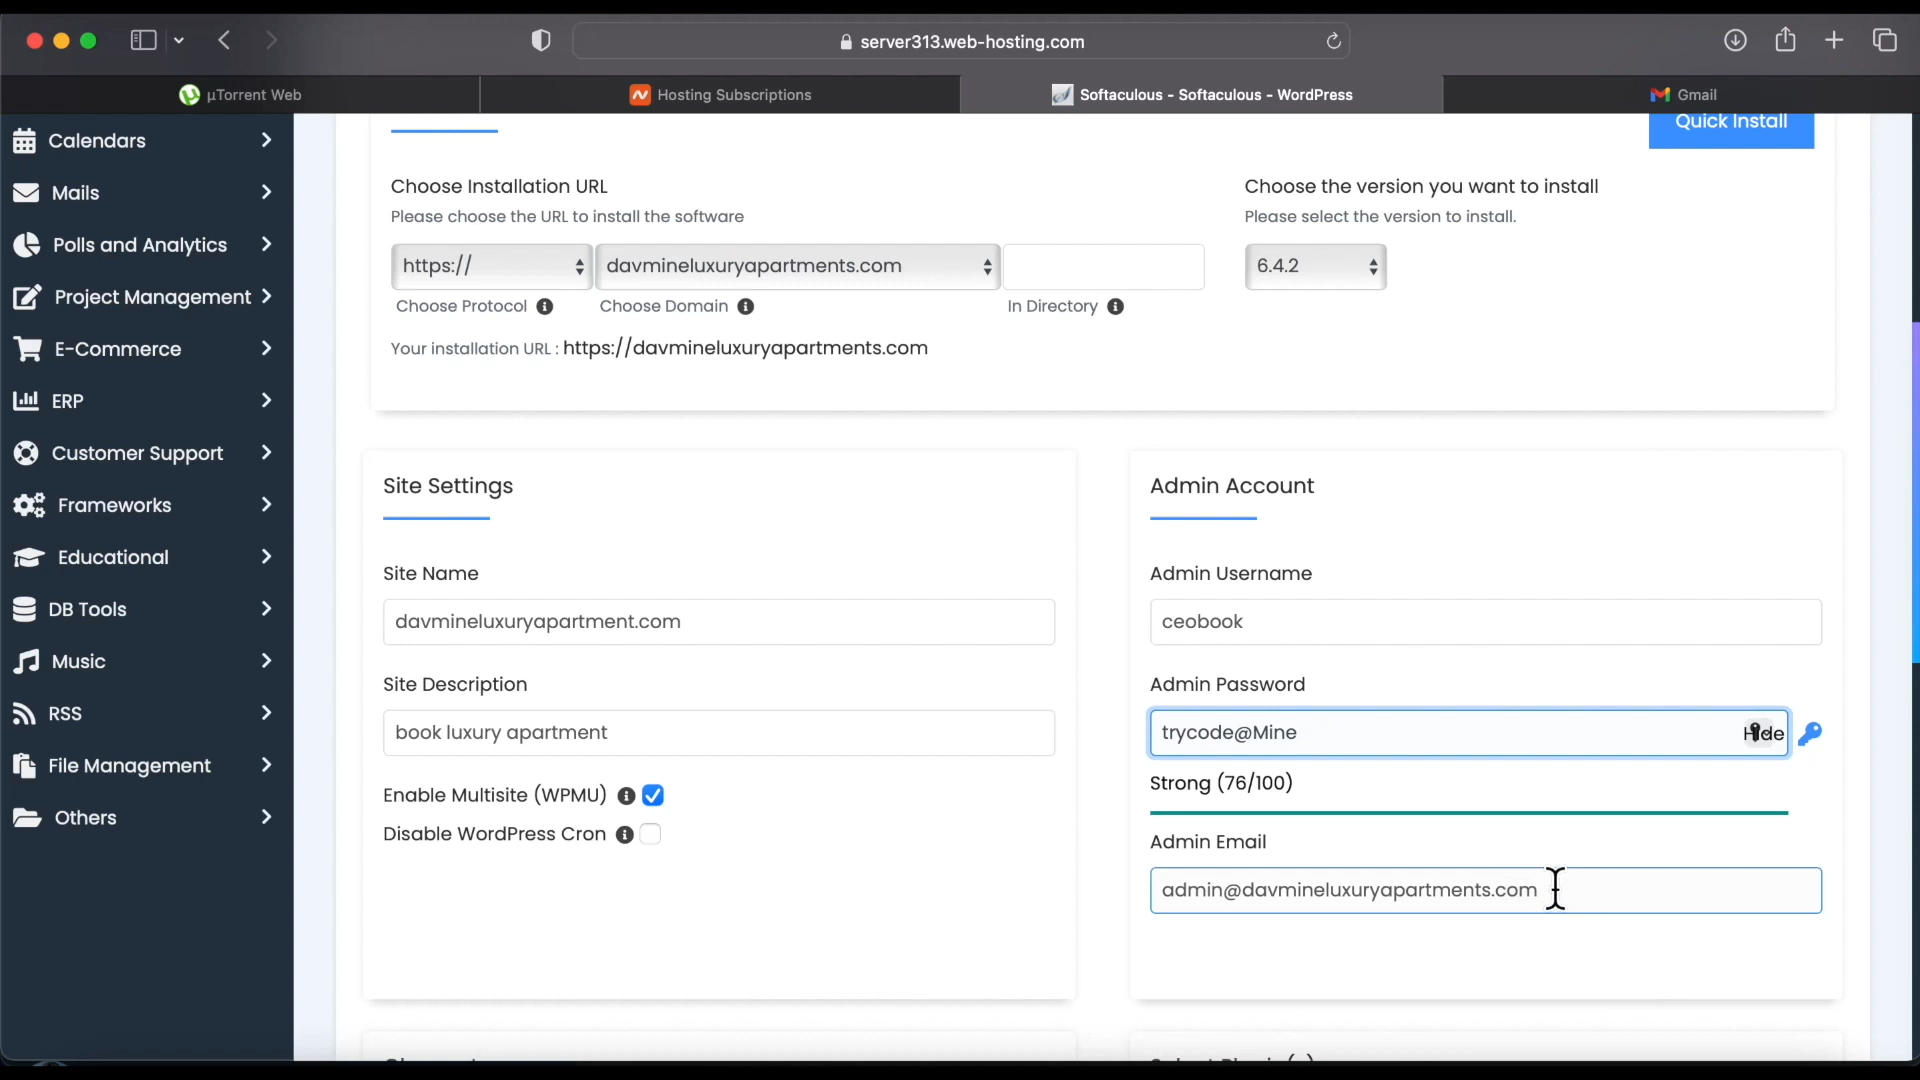 server313.web-hosting.com
µTorrent Web
Hosting Subscriptions
Softaculous - Softaculous - WordPress
Gmail
Calendars
Mails
Polls and Analytics
Project Management
E-Commerce
ERP
Customer Support
Frameworks
Educational
DB Tools
Music
RSS
File Management
Others
Quick Install
Choose Installation URL
Please choose the URL to install the software
https://
davmineluxuryapartments.com
Choose Protocol
Choose Domain
In Directory
Your installation URL : https://davmineluxuryapartments.com
Choose the version you want to install
Please select the version to install.
6.4.2
Site Settings
Site Name
davmineluxuryapartment.com
Site Description
book luxury apartment
Enable Multisite (WPMU)
Disable WordPress Cron
Admin Account
Admin Username
ceobook
Admin Password
trycode@Mine
Hide
Strong (76/100)
Admin Email
admin@davmineluxuryapartments.com